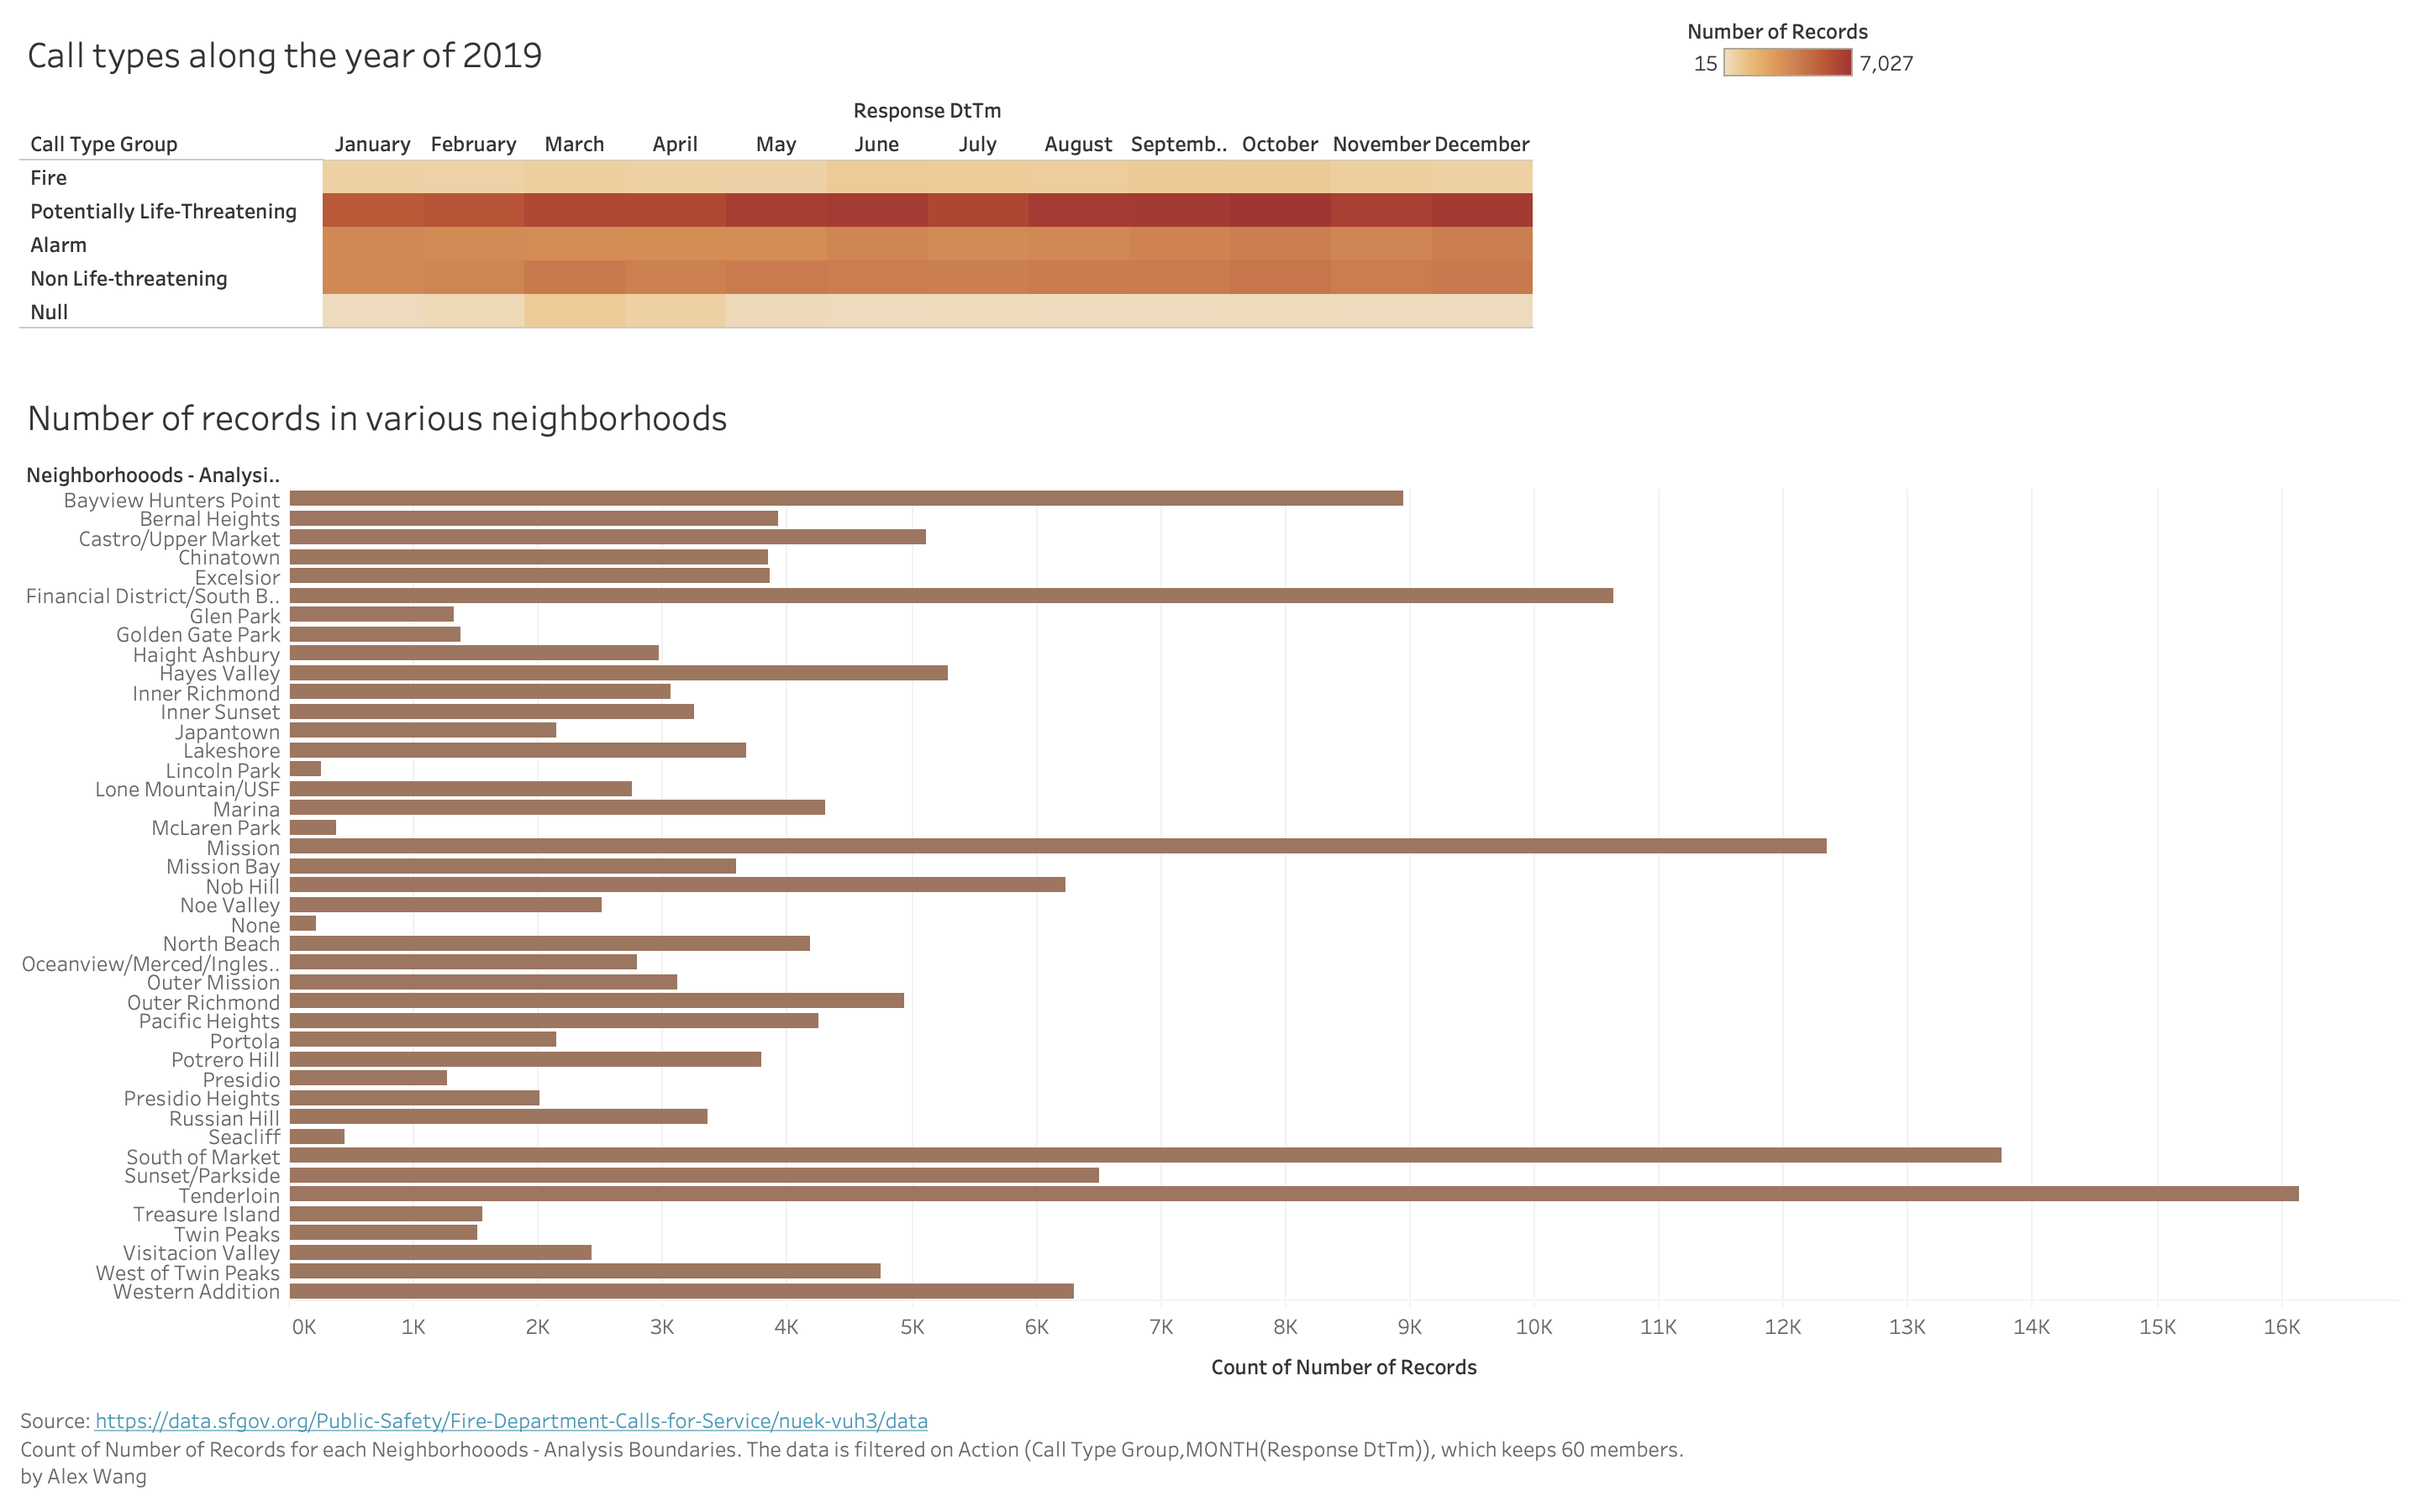 Call types along the year of 2019
Number of Records
15 7,027
Response DtTm
Call Type Group January February March April May June July August Septemb.. October November December
Fire
Potentially Life-Threatening
Alarm
Non Life-threatening
Null
Number of records in various neighborhoods
Neighborhooods - Analysi..
Bayview Hunters Point
Bernal Heights
Castro/Upper Market
Chinatown
Excelsior
Financial District/South B..
Glen Park
Golden Gate Park
Haight Ashbury
Hayes Valley
Inner Richmond
Inner Sunset
Japantown
Lakeshore
Lincoln Park
Lone Mountain/USF
Marina
McLaren Park
Mission
Mission Bay
Nob Hill
Noe Valley
None
North Beach
Oceanview/Merced/Ingles..
Outer Mission
Outer Richmond
Pacific Heights
Portola
Potrero Hill
Presidio
Presidio Heights
Russian Hill
Seacliff
South of Market
Sunset/Parkside
Tenderloin
Treasure Island
Twin Peaks
Visitacion Valley
West of Twin Peaks
Western Addition
0K 1K 2K 3K 4K 5K 6K 7K 8K 9K 10K 11K 12K 13K 14K 15K 16K
Count of Number of Records
Source: https://data.sfgov.org/Public-Safety/Fire-Department-Calls-for-Service/nuek-vuh3/data
Count of Number of Records for each Neighborhooods - Analysis Boundaries. The data is filtered on Action (Call Type Group,MONTH(Response DtTm)), which keeps 60 members.
by Alex Wang